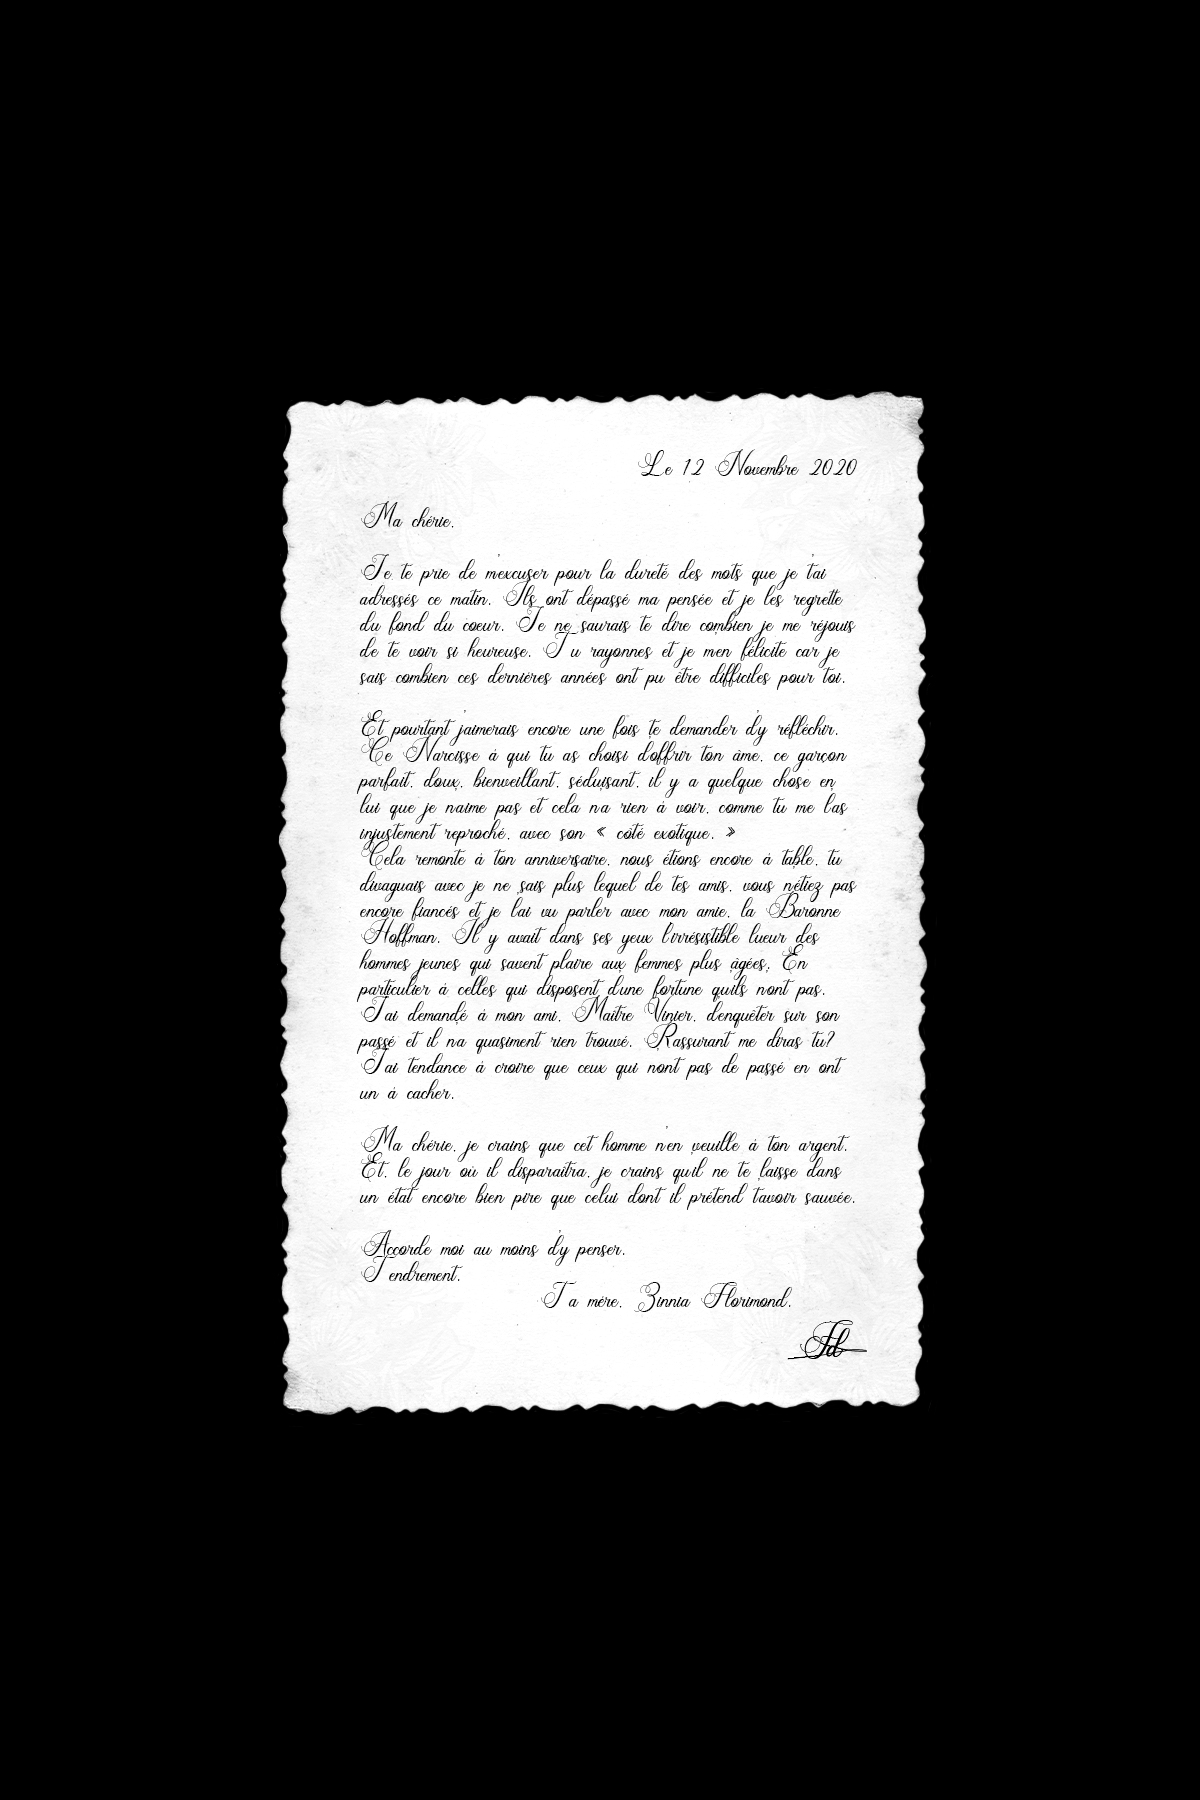 Le 12 Novembre 2020
Ma chérie,
Je te prie de m'excuser pour la dureté des mots que je t'ai
adressés ce matin. Ils ont dépassé ma pensée et je les regrette
du fond du coeur. Je ne saurais te dire combien je me réjouis
de te voir si heureuse. Tu rayonnes et je m'en félicite car je
sais combien ces dernières années ont pu être difficiles pour toi.
Et pourtant j'aimerais encore une fois te demander d'y réfléchir.
Ce Narcisse à qui tu as choisi d'offrir ton âme, ce garçon
parfait, doux, bienveillant, séduisant, il y a quelque chose en
lui que je n'aime pas et cela n'a rien à voir, comme tu me l'as
injustement reproché, avec son « côté exotique. »
Cela remonte à ton anniversaire, nous étions encore à table, tu
divaguais avec je ne sais plus lequel de tes amis, vous n'étiez pas
encore fiancés et je l'ai vu parler avec mon amie, la Baronne
Hoffman. Il y avait dans ses yeux l'irrésistible lueur des
hommes jeunes qui savent plaire aux femmes plus âgées. En
particulier à celles qui disposent d'une fortune qu'ils n'ont pas.
J'ai demandé à mon ami, Maître Vinier, d'enquêter sur son
passé et il n'a quasiment rien trouvé. Rassurant me diras tu?
J'ai tendance à croire que ceux qui n'ont pas de passé en ont
un à cacher.
Ma chérie, je crains que cet homme n'en veuille à ton argent.
Et, le jour où il disparaîtra, je crains qu'il ne te laisse dans
un état encore bien pire que celui dont il prétend t'avoir sauvée.
Accorde moi au moins d'y penser.
Tendrement,
Ta mère, Zinnia Florimond.